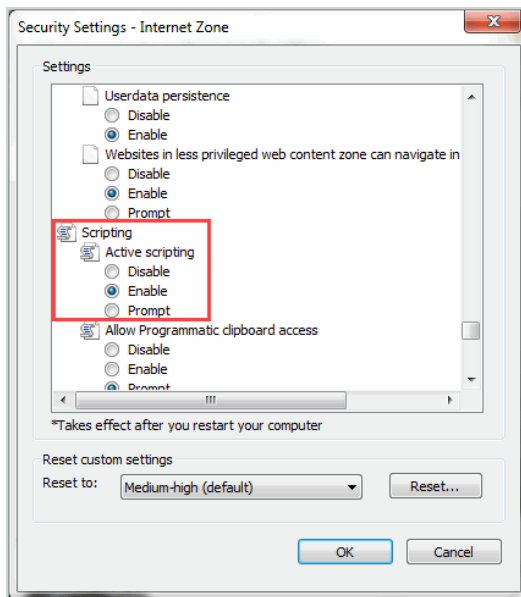 Security Settings - Internet Zone
Settings
Userdata persistence
Disable
Enable
Websites in less privileged web content zone can navigate in
Disable
Enable
Prompt
Scripting
Active scripting
Disable
Enable
Prompt
Allow Programmatic clipboard access
Disable
Enable
Prompt
*Takes effect after you restart your computer
Reset custom settings
Reset to: Medium-high (default) Reset...
OK Cancel